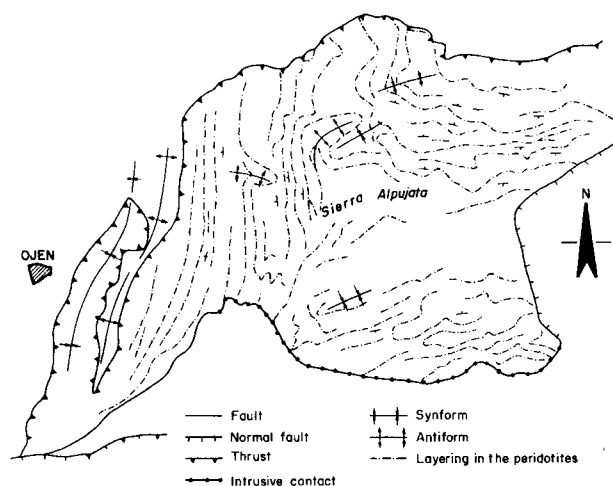 N
Sierra Alpujata
OJEN
Fault
Normal fault
Thrust
Intrusive contact
Synform
Antiform
Layering in the peridotites